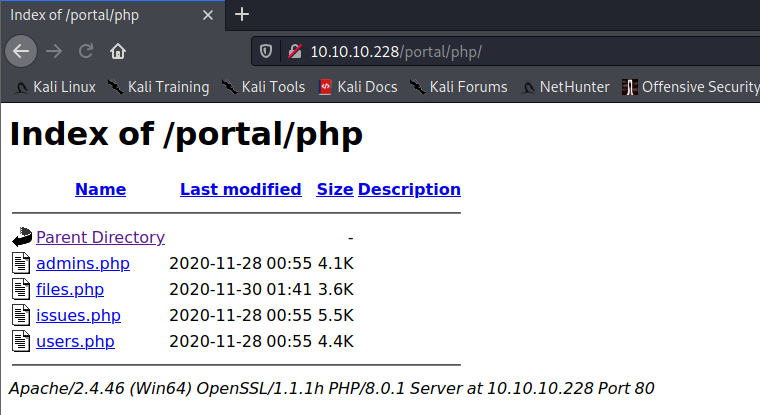 Index of /portal/php
10.10.10.228/portal/php/
Kali Linux Kali Training Kali Tools Kali Docs Kali Forums NetHunter Offensive Security
Index of /portal/php
Name Last modified Size Description
Parent Directory -
admins.php 2020-11-28 00:55 4.1K
files.php 2020-11-30 01:41 3.6K
issues.php 2020-11-28 00:55 5.5K
users.php 2020-11-28 00:55 4.4K
Apache/2.4.46 (Win64) OpenSSL/1.1.1h PHP/8.0.1 Server at 10.10.10.228 Port 80